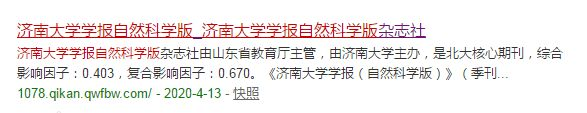 济南大学学报自然科学版_济南大学学报自然科学版杂志社
济南大学学报自然科学版杂志社由山东省教育厅主管，由济南大学主办，是北大核心期刊，综合
影响因子：0.403，复合影响因子：0.670。《济南大学学报（自然科学版）》（季刊...
1078.qikan.qwfbw.com/ - 2020-4-13 - 快照